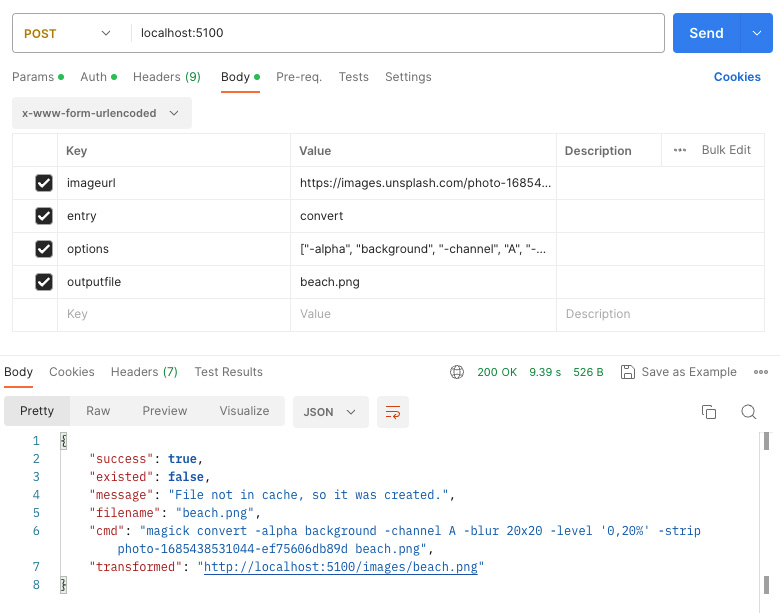 POST localhost:5100 Send
Params Auth Headers (9) Body Pre-req. Tests Settings Cookies
x-www-form-urlencoded
Key Value Description ••• Bulk Edit
imageurl https://images.unsplash.com/photo-16854...
entry convert
options ["-alpha", "background", "-channel", "A", "-...
outputfile beach.png
Key Value Description
Body Cookies Headers (7) Test Results 200 OK 9.39 s 526 B Save as Example •••
Pretty Raw Preview Visualize JSON
1 {
2 "success": true,
3 "existed": false,
4 "message": "File not in cache, so it was created.",
5 "filename": "beach.png",
6 "cmd": "magick convert -alpha background -channel A -blur 20x20 -level '0,20%' -strip
photo-1685438531044-ef75606db89d beach.png",
7 "transformed": "http://localhost:5100/images/beach.png"
8 }